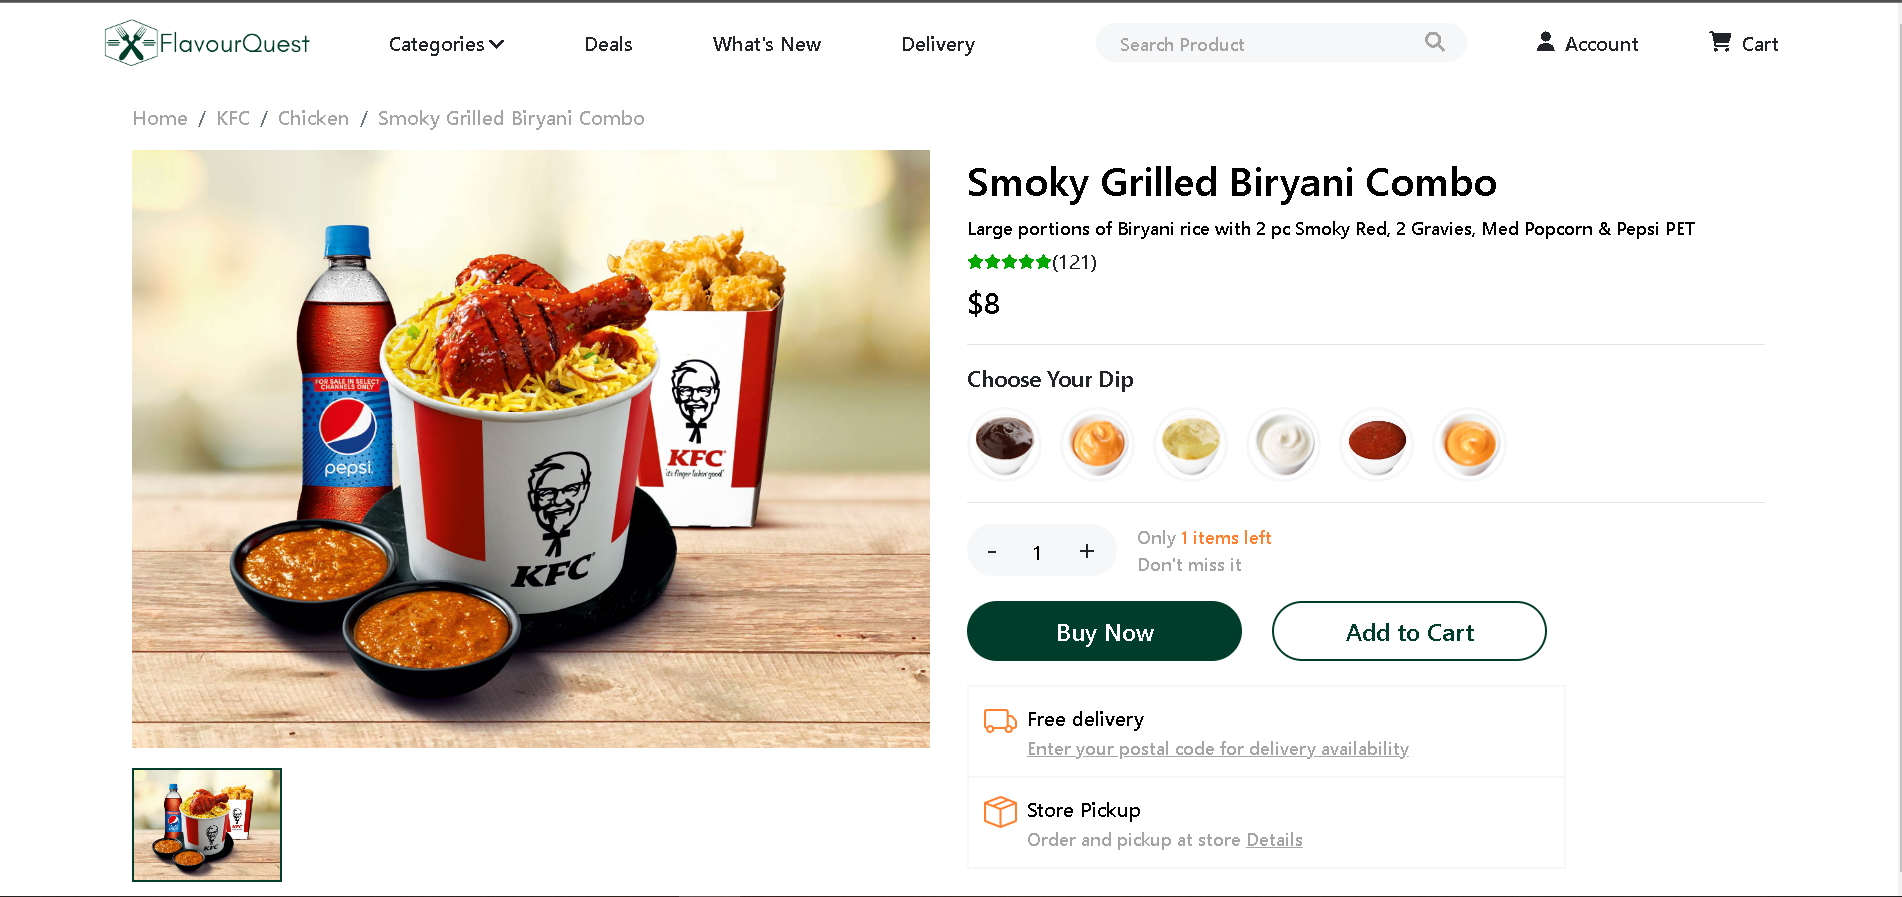 FlavourQuest
Categories
Deals
What's New
Delivery
Search Product
Account
Cart
Home / KFC / Chicken / Smoky Grilled Biryani Combo
FOR SALE IN SELECT
CHANNELS ONLY
pepsi
KFC
it's finger lickin' good
KFC
Smoky Grilled Biryani Combo
Large portions of Biryani rice with 2 pc Smoky Red, 2 Gravies, Med Popcorn & Pepsi PET
(121)
$8
Choose Your Dip
- 1 +
Only 1 items left
Don't miss it
Buy Now
Add to Cart
Free delivery
Enter your postal code for delivery availability
Store Pickup
Order and pickup at store Details